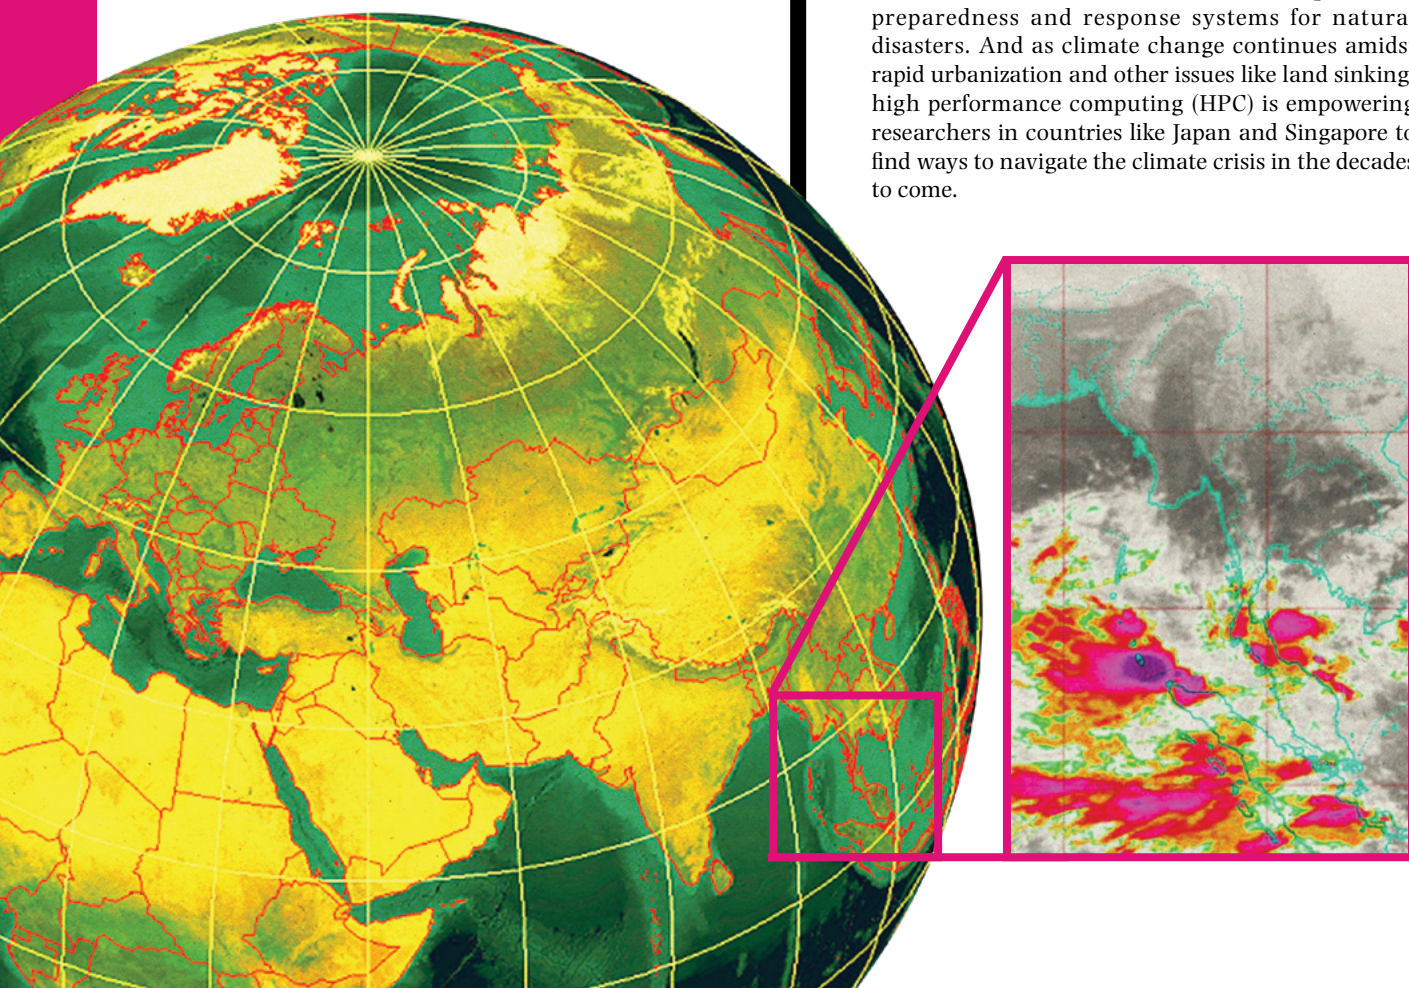 preparedness and response systems for natura
disasters. And as climate change continues amids
rapid urbanization and other issues like land sinking
high performance computing (HPC) is empowering
researchers in countries like Japan and Singapore to
find ways to navigate the climate crisis in the decades
to come.